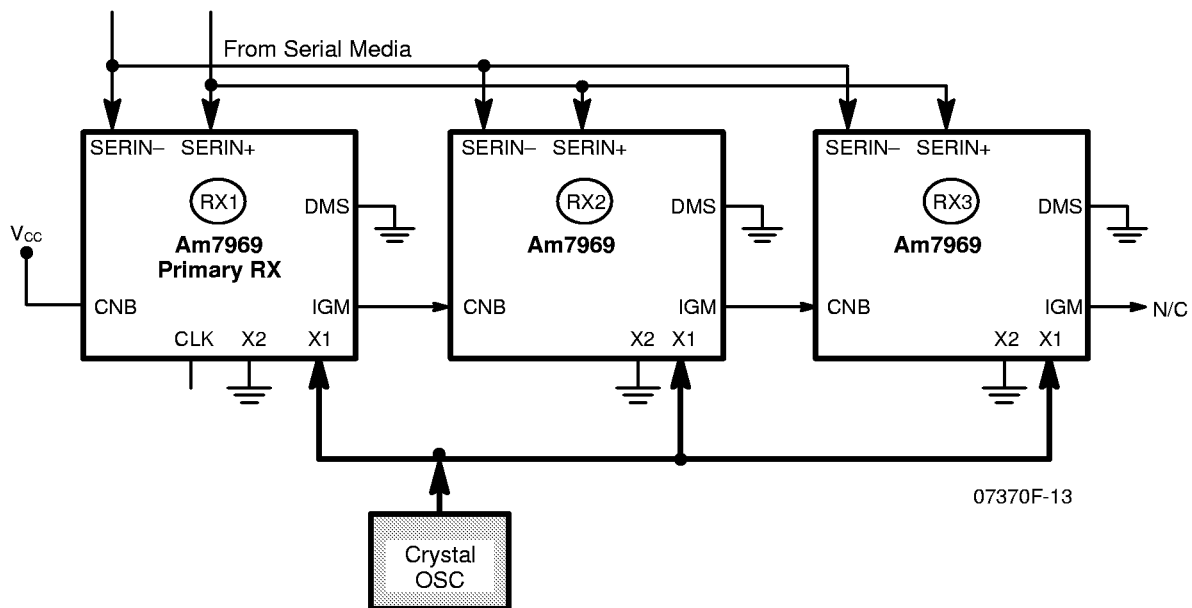 From Serial Media
SERIN– SERIN+
SERIN– SERIN+
SERIN– SERIN+
RX1
RX2
RX3
DMS
DMS
DMS
VCC
Am7969
Primary RX
Am7969
Am7969
CNB
IGM
CNB
IGM
CNB
IGM
N/C
CLK X2 X1
X2 X1
X2 X1
07370F-13
Crystal
OSC